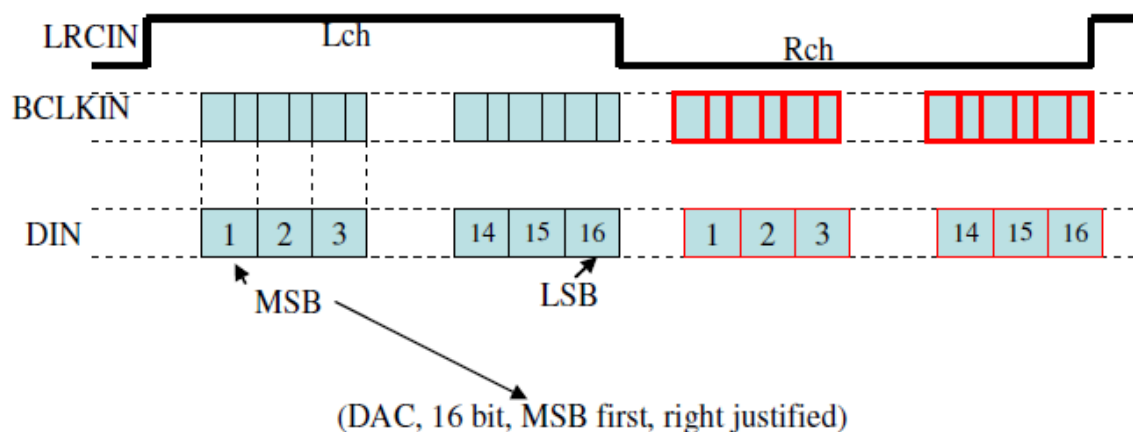 LRCIN Lch Rch
BCLKIN
DIN 1 2 3 14 15 16 1 2 3 14 15 16
MSB LSB
(DAC, 16 bit, MSB first, right justified)